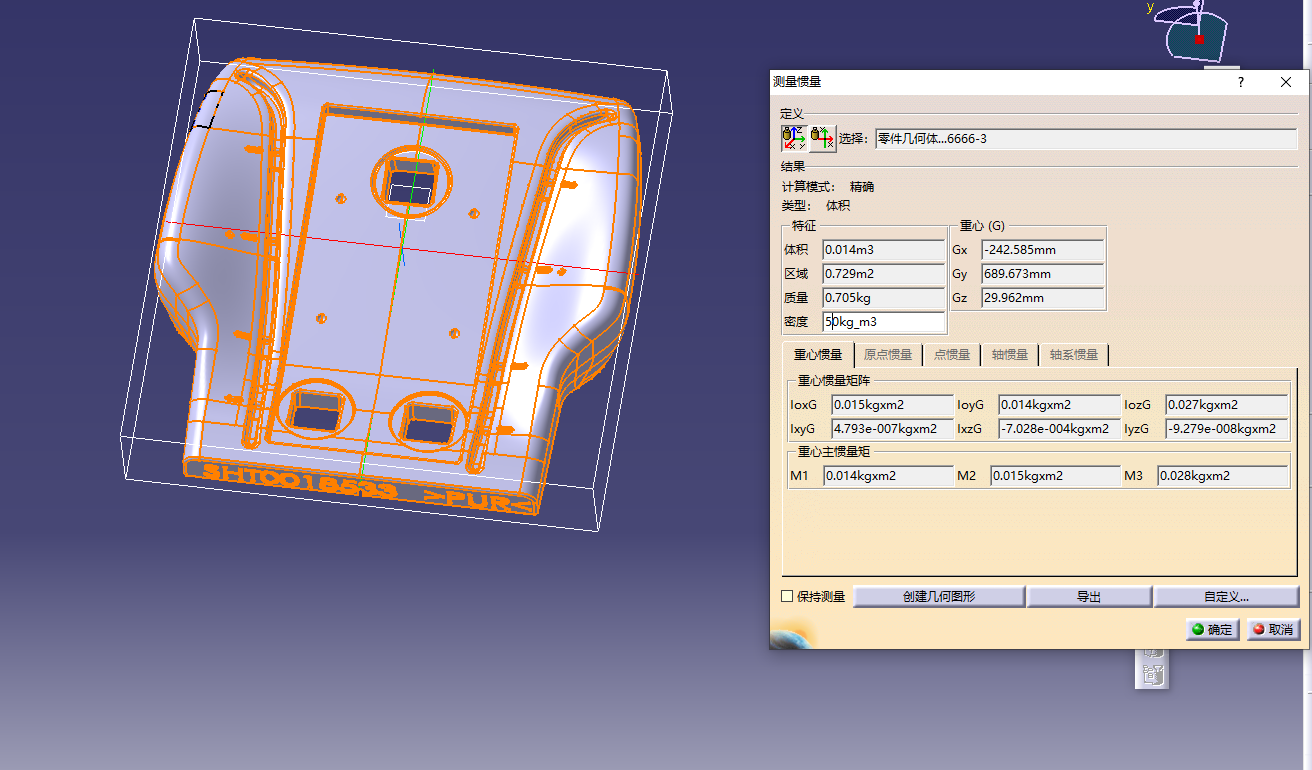 y
测量惯量
?
定义
选择: 零件几何体...6666-3
结果
计算模式: 精确
类型: 体积
特征
重心 (G)
体积 0.014m3 Gx -242.585mm
区域 0.729m2 Gy 689.673mm
质量 0.705kg Gz 29.962mm
密度 50kg_m3
重心惯量 原点惯量 点惯量 轴惯量 轴系惯量
重心惯量矩阵
IoxG 0.015kgxm2 IoyG 0.014kgxm2 IozG 0.027kgxm2
IxyG 4.793e-007kgxm2 IxzG -7.028e-004kgxm2 IyzG -9.279e-008kgxm2
重心主惯量矩
M1 0.014kgxm2 M2 0.015kgxm2 M3 0.028kgxm2
保持测量 创建几何图形 导出 自定义...
确定 取消
SHT0018533 >PUR<